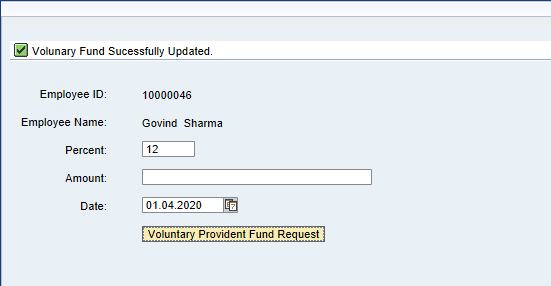 Volunary Fund Sucessfully Updated.
Employee ID: 10000046
Employee Name: Govind Sharma
Percent: 12
Amount:
Date: 01.04.2020
Voluntary Provident Fund Request